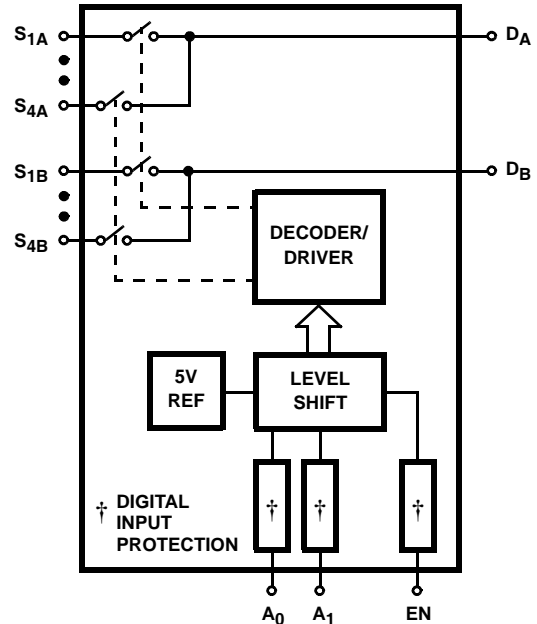 S1A
DA
S4A
S1B
DB
S4B
DECODER/
DRIVER
5V
REF
LEVEL
SHIFT
† DIGITAL
INPUT
PROTECTION
†
†
†
A0
A1
EN